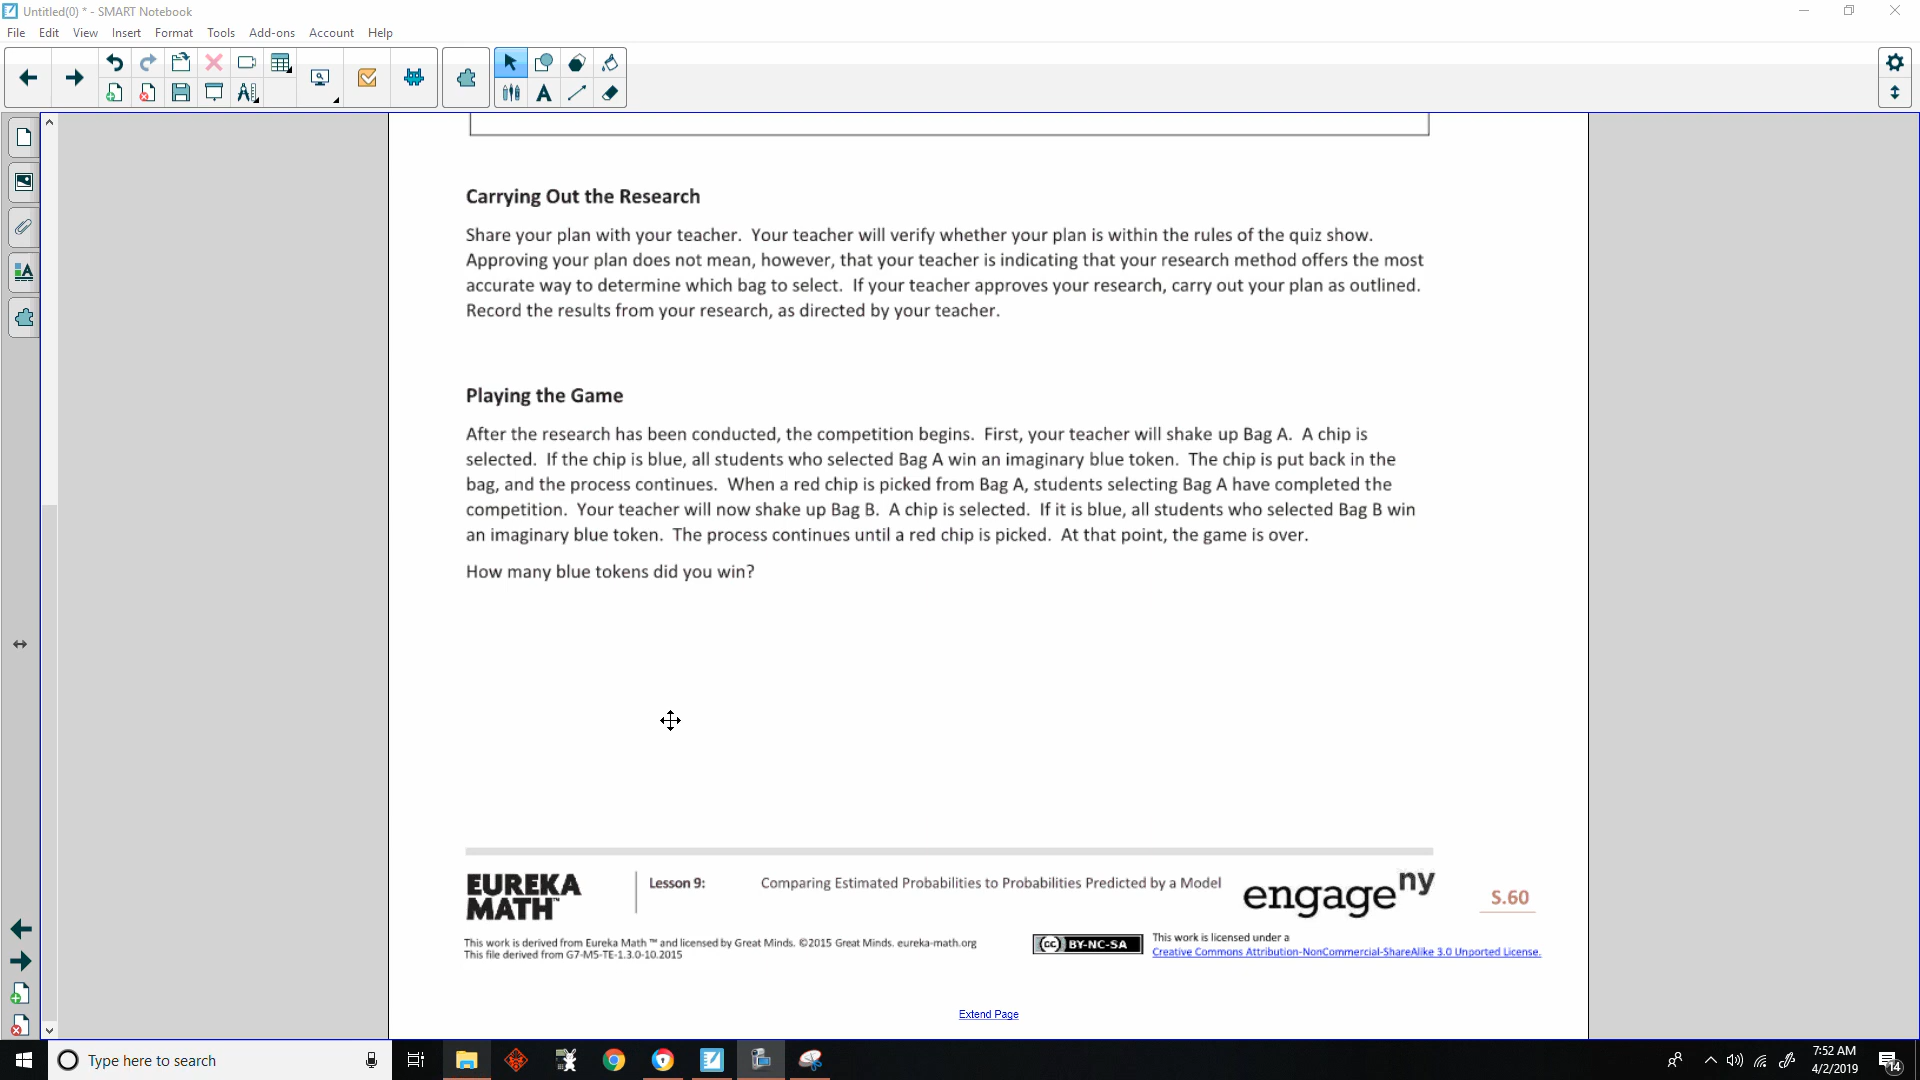 Untitled(0) * - SMART Notebook
File Edit View Insert Format Tools Add-ons Account Help
Carrying Out the Research
Share your plan with your teacher. Your teacher will verify whether your plan is within the rules of the quiz show.
Approving your plan does not mean, however, that your teacher is indicating that your research method offers the most
accurate way to determine which bag to select. If your teacher approves your research, carry out your plan as outlined.
Record the results from your research, as directed by your teacher.
Playing the Game
After the research has been conducted, the competition begins. First, your teacher will shake up Bag A. A chip is
selected. If the chip is blue, all students who selected Bag A win an imaginary blue token. The chip is put back in the
bag, and the process continues. When a red chip is picked from Bag A, students selecting Bag A have completed the
competition. Your teacher will now shake up Bag B. A chip is selected. If it is blue, all students who selected Bag B win
an imaginary blue token. The process continues until a red chip is picked. At that point, the game is over.
How many blue tokens did you win?
EUREKA
MATH™
Lesson 9: Comparing Estimated Probabilities to Probabilities Predicted by a Model
engageny
S.60
This work is derived from Eureka Math ™ and licensed by Great Minds. ©2015 Great Minds. eureka-math.org
This file derived from G7-M5-TE-1.3.0-10.2015
(cc) BY-NC-SA
This work is licensed under a
Creative Commons Attribution-NonCommercial-ShareAlike 3.0 Unported License.
Extend Page
Type here to search
7:52 AM
4/2/2019
14